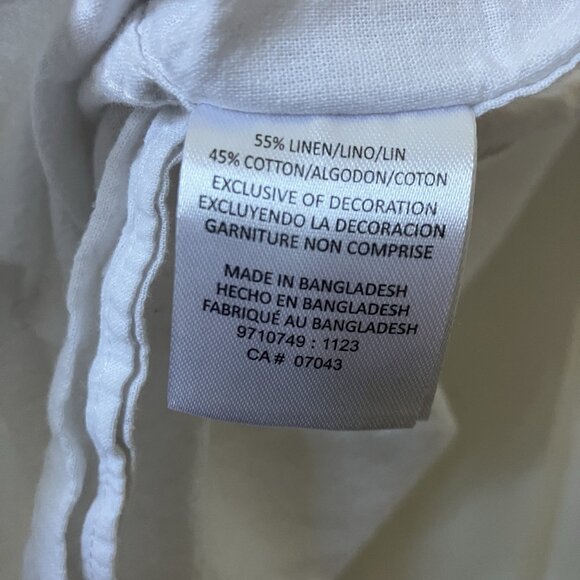 55% LINEN/LINO/LIN
45% COTTON/ALGODON/COTON
EXCLUSIVE OF DECORATION
EXCLUYENDO LA DECORACION
GARNITURE NON COMPRISE
MADE IN BANGLADESH
HECHO EN BANGLADESH
FABRIQUÉ AU BANGLADESH
9710749 : 1123
CA # 07043